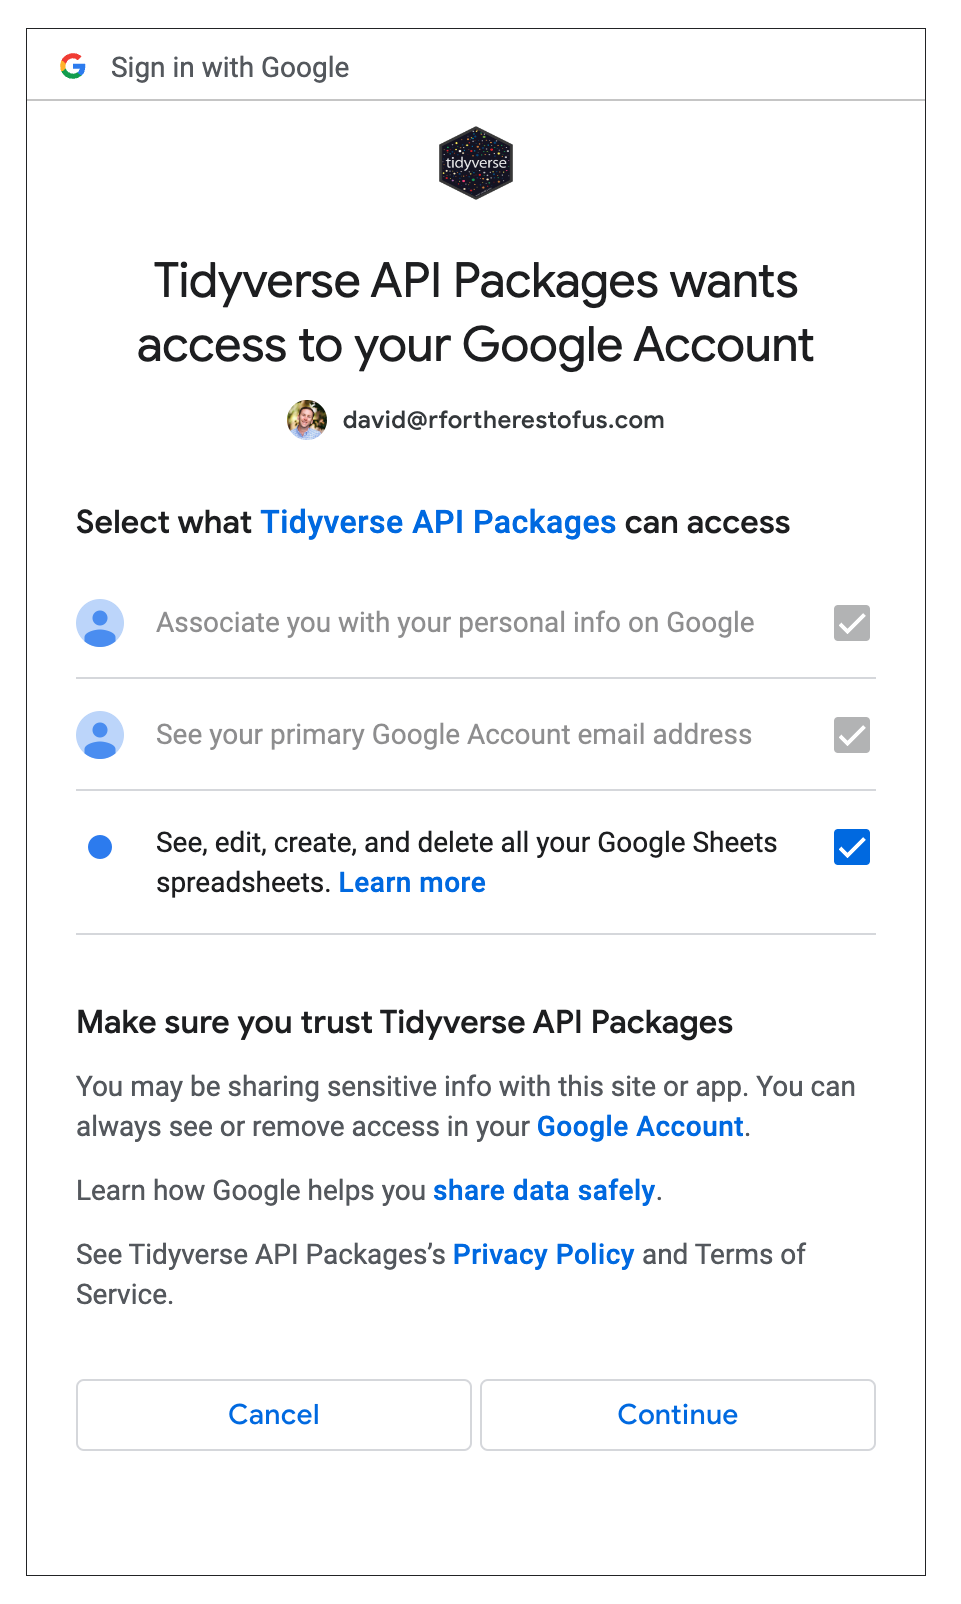 Sign in with Google
tidyverse
Tidyverse API Packages wants
access to your Google Account
david@rfortherestofus.com
Select what Tidyverse API Packages can access
Associate you with your personal info on Google
See your primary Google Account email address
See, edit, create, and delete all your Google Sheets
spreadsheets. Learn more
Make sure you trust Tidyverse API Packages
You may be sharing sensitive info with this site or app. You can
always see or remove access in your Google Account.
Learn how Google helps you share data safely.
See Tidyverse API Packages’s Privacy Policy and Terms of
Service.
Cancel
Continue